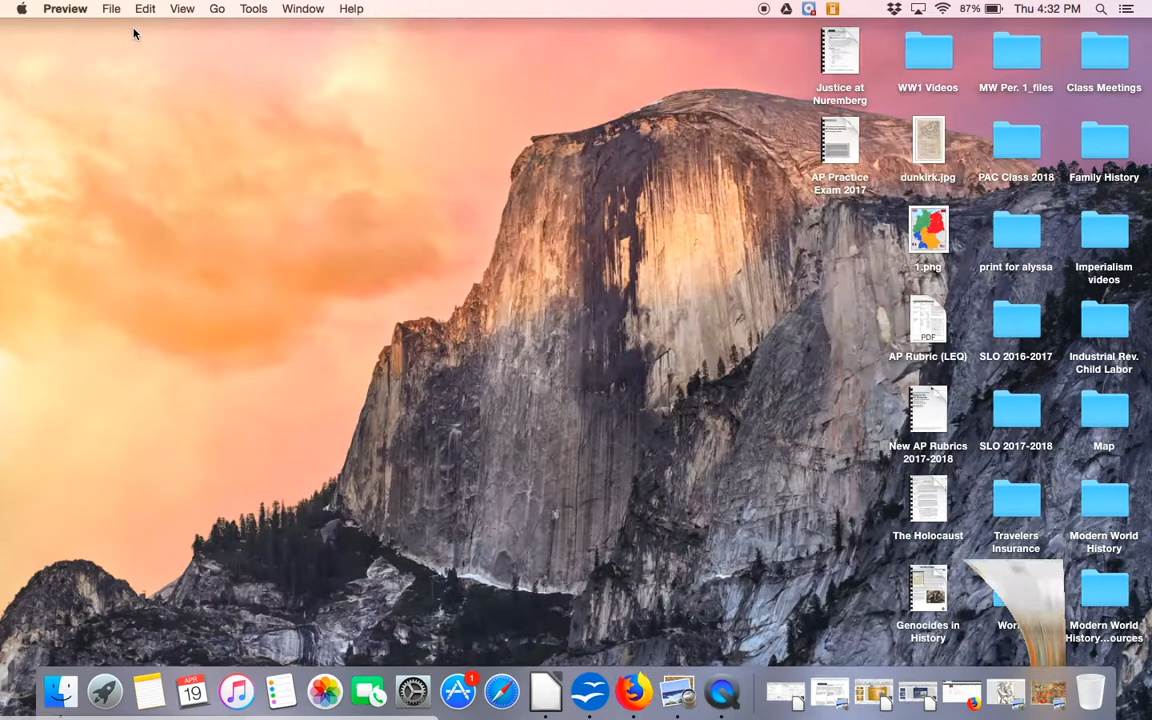 Preview File Edit View Go Tools Window Help 87% Thu 4:32 PM
Justice at
Nuremberg
WW1 Videos
MW Per. 1_files
Class Meetings
AP Practice
Exam 2017
dunkirk.jpg
PAC Class 2018
Family History
1.png
print for alyssa
Imperialism
videos
PDF
AP Rubric (LEQ)
SLO 2016-2017
Industrial Rev.
Child Labor
New AP Rubrics
2017-2018
SLO 2017-2018
Map
The Holocaust
Travelers
Insurance
Modern World
History
Genocides in
History
Modern World
History...ources
APR
19
1